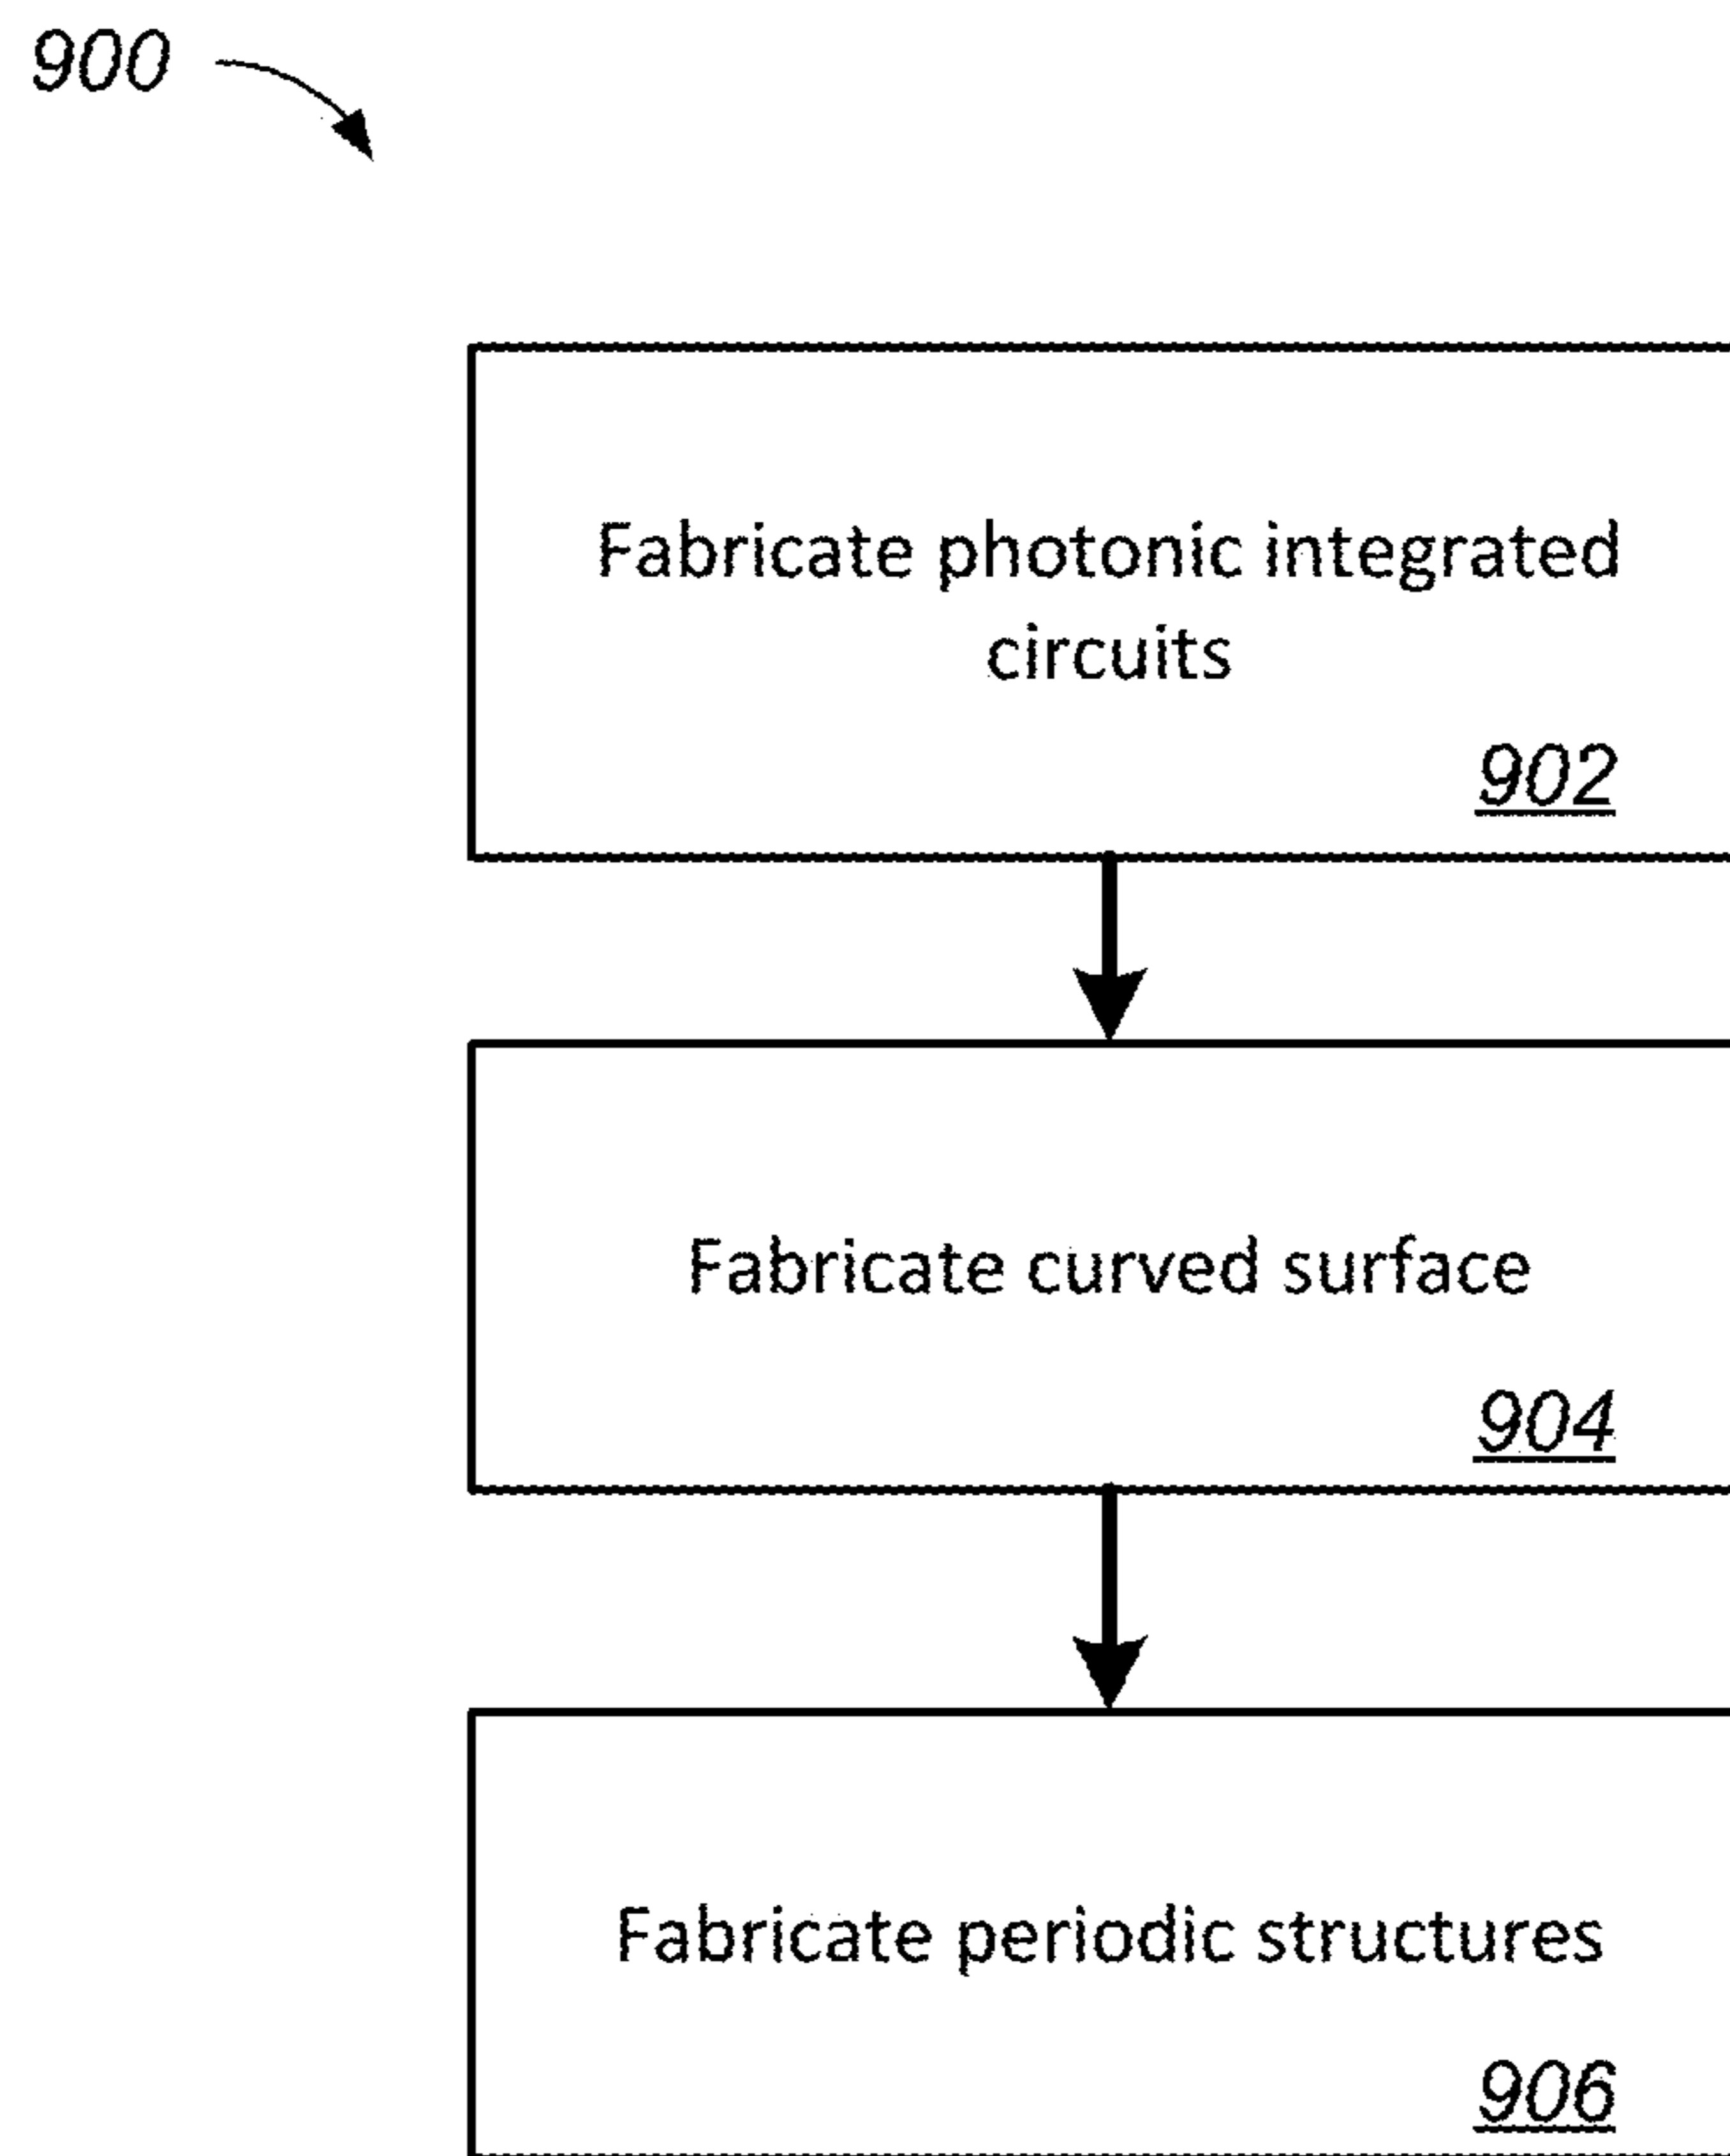 900
Fabricate photonic integrated
circuits
902
Fabricate curved surface
904
Fabricate periodic structures
906